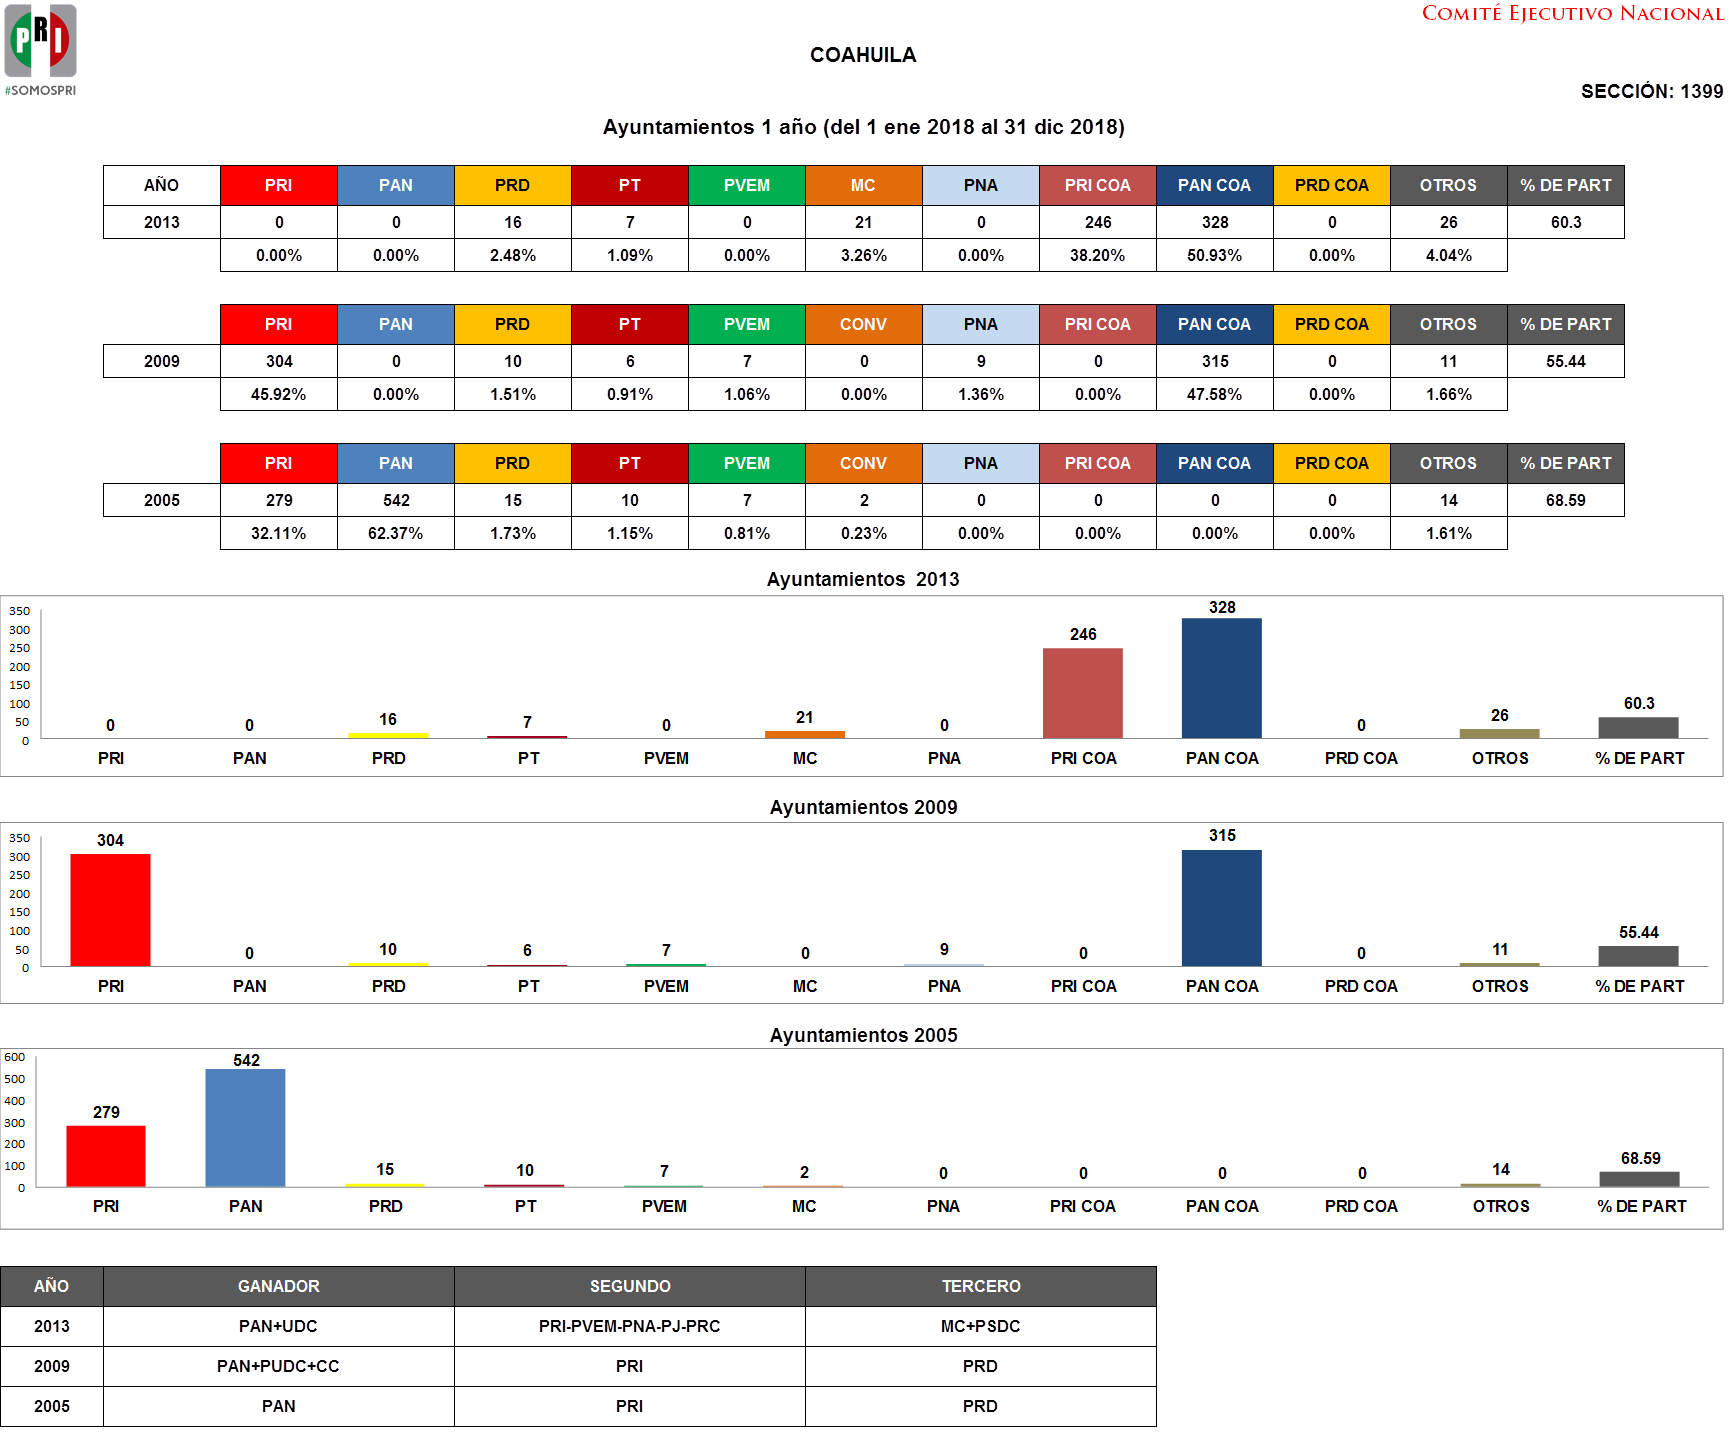 PRI
#SOMOSPRI
COMITÉ EJECUTIVO NACIONAL
COAHUILA
SECCIÓN: 1399
Ayuntamientos 1 año (del 1 ene 2018 al 31 dic 2018)
AÑO PRI PAN PRD PT PVEM MC PNA PRI COA PAN COA PRD COA OTROS % DE PART
2013 0 0 16 7 0 21 0 246 328 0 26 60.3
0.00% 0.00% 2.48% 1.09% 0.00% 3.26% 0.00% 38.20% 50.93% 0.00% 4.04%
PRI PAN PRD PT PVEM CONV PNA PRI COA PAN COA PRD COA OTROS % DE PART
2009 304 0 10 6 7 0 9 0 315 0 11 55.44
45.92% 0.00% 1.51% 0.91% 1.06% 0.00% 1.36% 0.00% 47.58% 0.00% 1.66%
PRI PAN PRD PT PVEM CONV PNA PRI COA PAN COA PRD COA OTROS % DE PART
2005 279 542 15 10 7 2 0 0 0 0 14 68.59
32.11% 62.37% 1.73% 1.15% 0.81% 0.23% 0.00% 0.00% 0.00% 0.00% 1.61%
Ayuntamientos 2013
350
300
250
200
150
100
50
0
0 0 16 7 0 21 0 246 328 0 26 60.3
PRI PAN PRD PT PVEM MC PNA PRI COA PAN COA PRD COA OTROS % DE PART
Ayuntamientos 2009
350
300
250
200
150
100
50
0
304 0 10 6 7 0 9 0 315 0 11 55.44
PRI PAN PRD PT PVEM MC PNA PRI COA PAN COA PRD COA OTROS % DE PART
Ayuntamientos 2005
600
500
400
300
200
100
0
279 542 15 10 7 2 0 0 0 0 14 68.59
PRI PAN PRD PT PVEM MC PNA PRI COA PAN COA PRD COA OTROS % DE PART
AÑO GANADOR SEGUNDO TERCERO
2013 PAN+UDC PRI-PVEM-PNA-PJ-PRC MC+PSDC
2009 PAN+PUDC+CC PRI PRD
2005 PAN PRI PRD